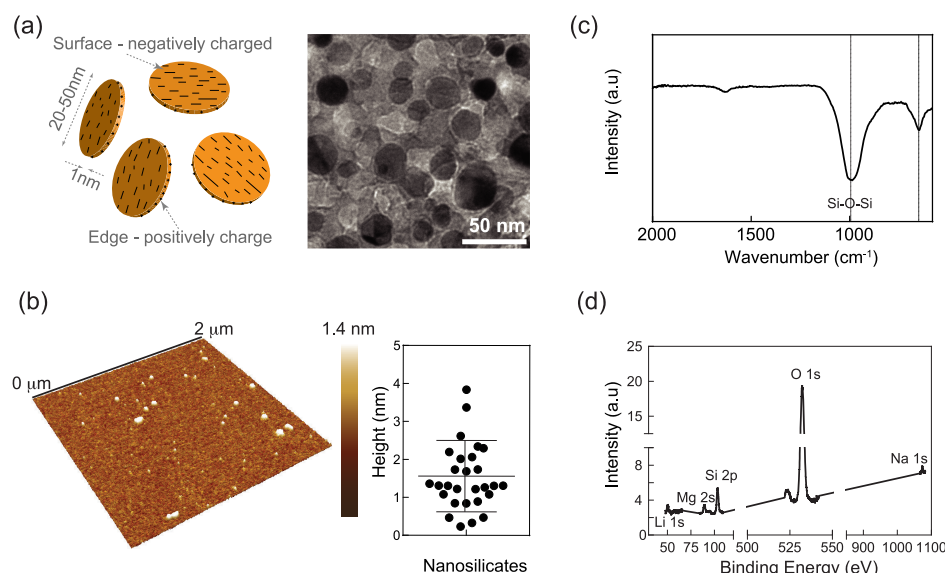 (a)
Surface - negatively charged
20-50nm
1nm
Edge - positively charge
50 nm
(c)
Intensity (a.u)
Si-O-Si
2000 1500 1000
Wavenumber (cm⁻¹)
(b)
2 μm
0 μm
1.4 nm
Height (nm)
5
4
3
2
1
0
Nanosilicates
(d)
Intensity (a.u)
25
20
15
8
4
0
O 1s
Na 1s
Si 2p
Mg 2s
Li 1s
50 75 100 500 525 550 900 1000 1100
Binding Energy (eV)